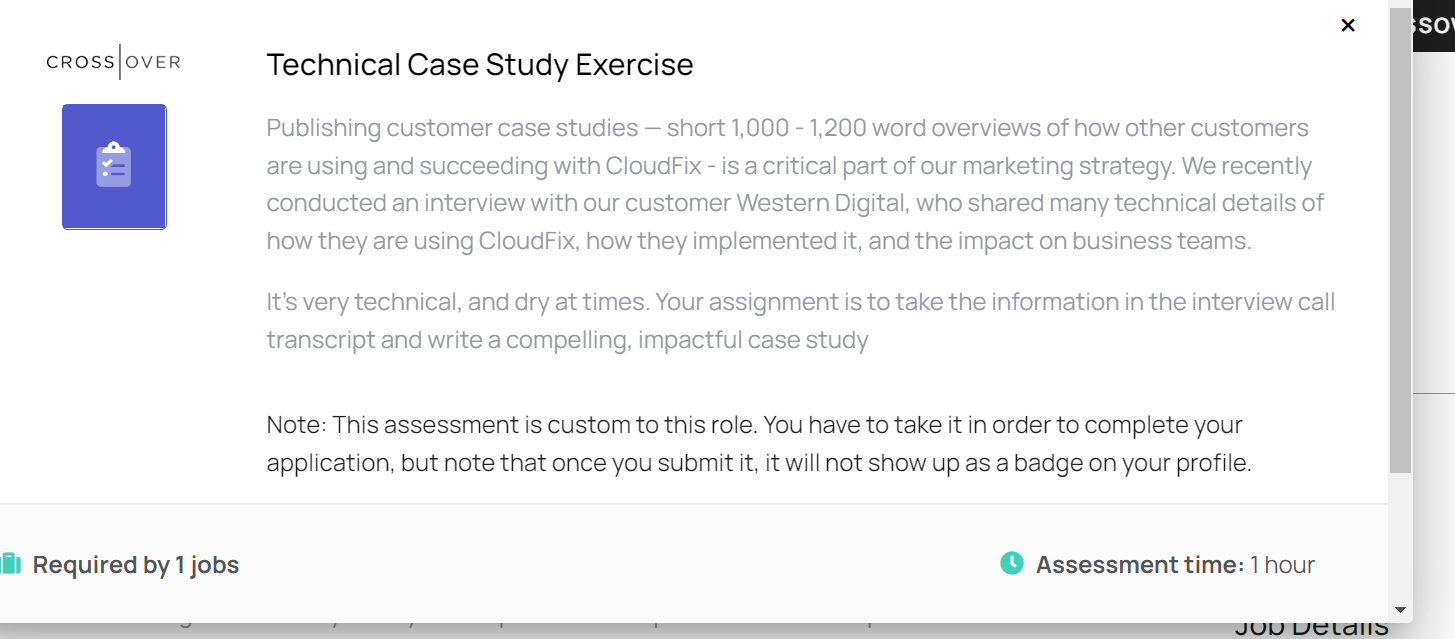 CROSS OVER
Technical Case Study Exercise
Publishing customer case studies — short 1,000 - 1,200 word overviews of how other customers
are using and succeeding with CloudFix - is a critical part of our marketing strategy. We recently
conducted an interview with our customer Western Digital, who shared many technical details of
how they are using CloudFix, how they implemented it, and the impact on business teams.
It's very technical, and dry at times. Your assignment is to take the information in the interview call
transcript and write a compelling, impactful case study
Note: This assessment is custom to this role. You have to take it in order to complete your
application, but note that once you submit it, it will not show up as a badge on your profile.
Required by 1 jobs
Assessment time: 1 hour
Job Details